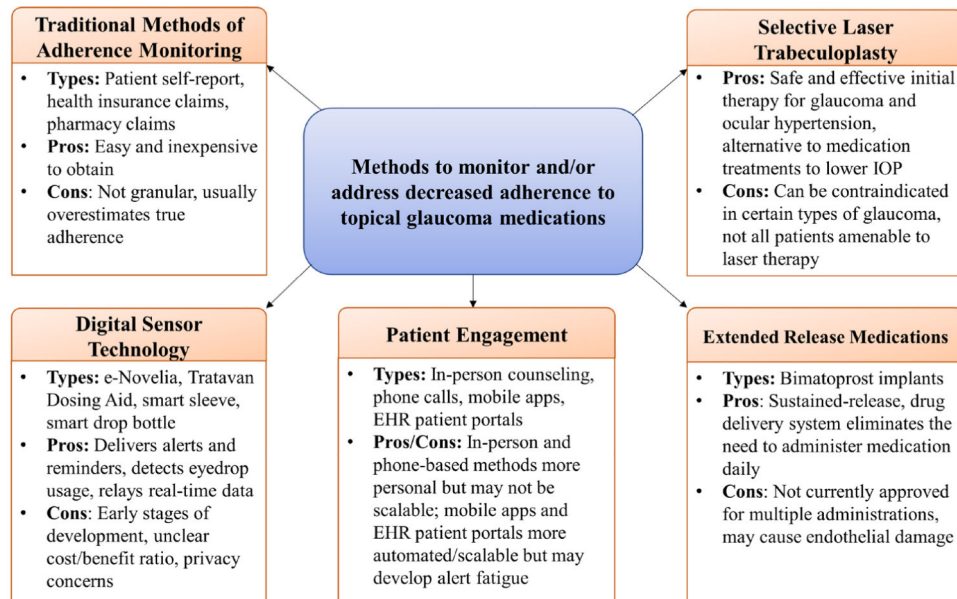 Traditional Methods of
Adherence Monitoring
• Types: Patient self-report,
health insurance claims,
pharmacy claims
• Pros: Easy and inexpensive
to obtain
• Cons: Not granular, usually
overestimates true
adherence
Methods to monitor and/or
address decreased adherence to
topical glaucoma medications
Selective Laser
Trabeculoplasty
• Pros: Safe and effective initial
therapy for glaucoma and
ocular hypertension,
alternative to medication
treatments to lower IOP
• Cons: Can be contraindicated
in certain types of glaucoma,
not all patients amenable to
laser therapy
Digital Sensor
Technology
• Types: e-Novelia, Tratavan
Dosing Aid, smart sleeve,
smart drop bottle
• Pros: Delivers alerts and
reminders, detects eyedrop
usage, relays real-time data
• Cons: Early stages of
development, unclear
cost/benefit ratio, privacy
concerns
Patient Engagement
• Types: In-person counseling,
phone calls, mobile apps,
EHR patient portals
• Pros/Cons: In-person and
phone-based methods more
personal but may not be
scalable; mobile apps and
EHR patient portals more
automated/scalable but may
develop alert fatigue
Extended Release Medications
• Types: Bimatoprost implants
• Pros: Sustained-release, drug
delivery system eliminates the
need to administer medication
daily
• Cons: Not currently approved
for multiple administrations,
may cause endothelial damage